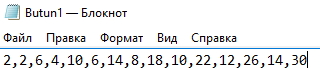 Butun1 — Блокнот
Файл Правка Формат Вид Справка
2,2,6,4,10,6,14,8,18,10,22,12,26,14,30